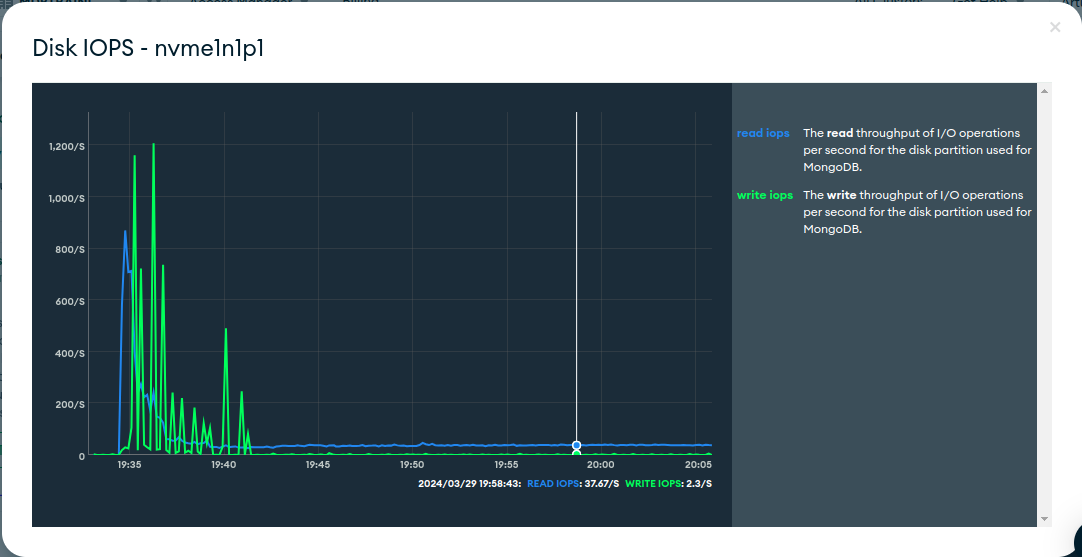 Disk IOPS - nvme1n1p1
×
1,200/S
1,000/S
800/S
600/S
400/S
200/S
0
19:35 19:40 19:45 19:50 19:55 20:00 20:05
2024/03/29 19:58:43: READ IOPS: 37.67/S WRITE IOPS: 2.3/S
read iops The read throughput of I/O operations
per second for the disk partition used for
MongoDB.
write iops The write throughput of I/O operations
per second for the disk partition used for
MongoDB.